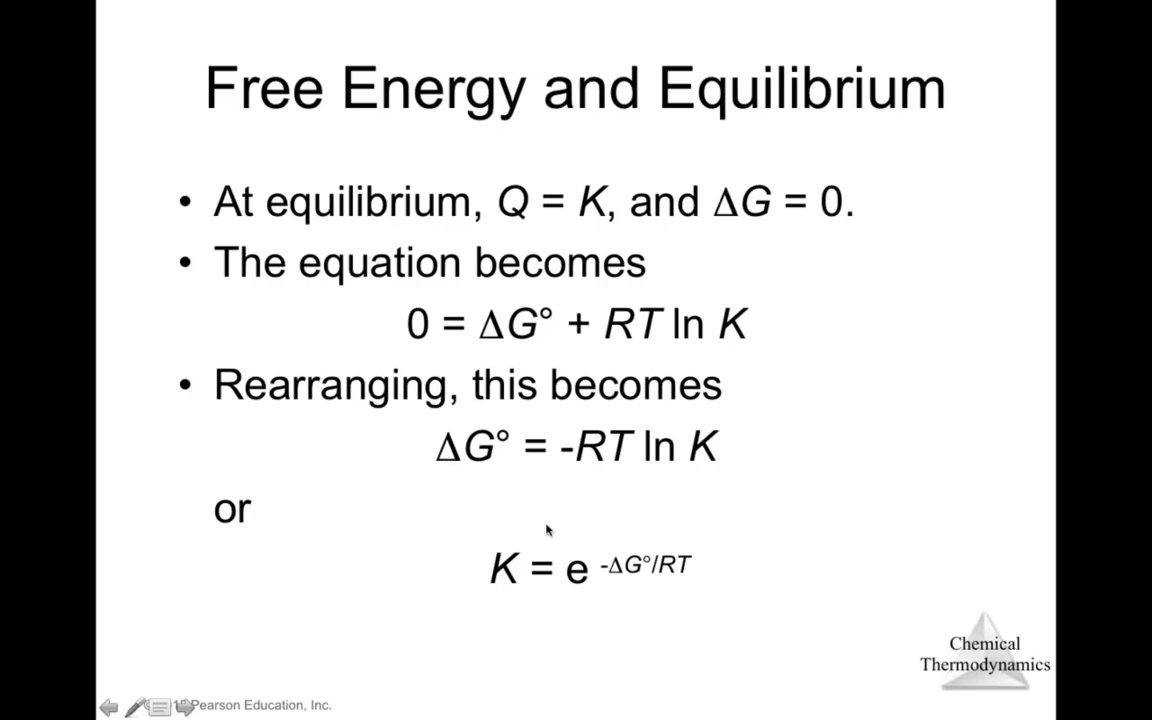 Free Energy and Equilibrium
• At equilibrium, Q = K, and ΔG = 0.
• The equation becomes
0 = ΔG° + RT ln K
• Rearranging, this becomes
ΔG° = -RT ln K
or
K = e -ΔG°/RT
Chemical
Thermodynamics
Pearson Education, Inc.